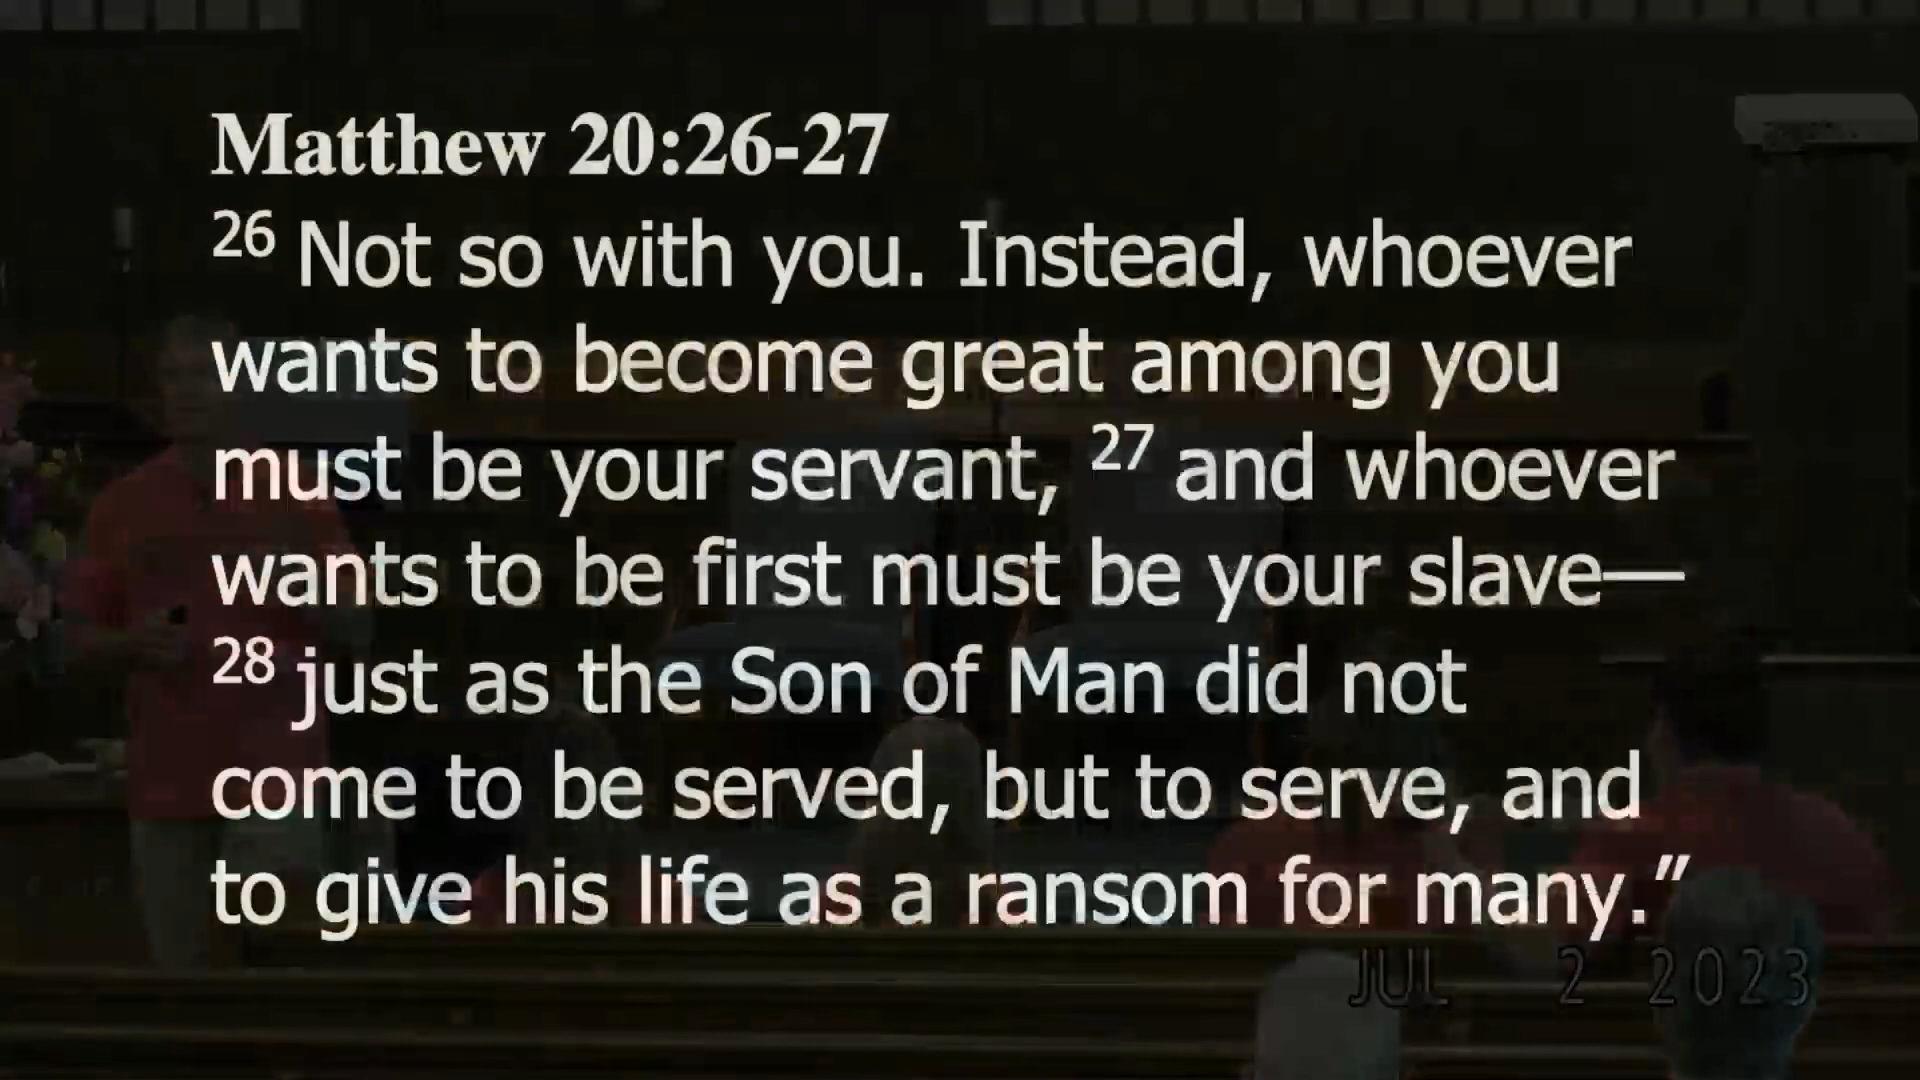 Matthew 20:26-27
26 Not so with you. Instead, whoever
wants to become great among you
must be your servant, 27 and whoever
wants to be first must be your slave—
28 just as the Son of Man did not
come to be served, but to serve, and
to give his life as a ransom for many.”
JUL 2 2023